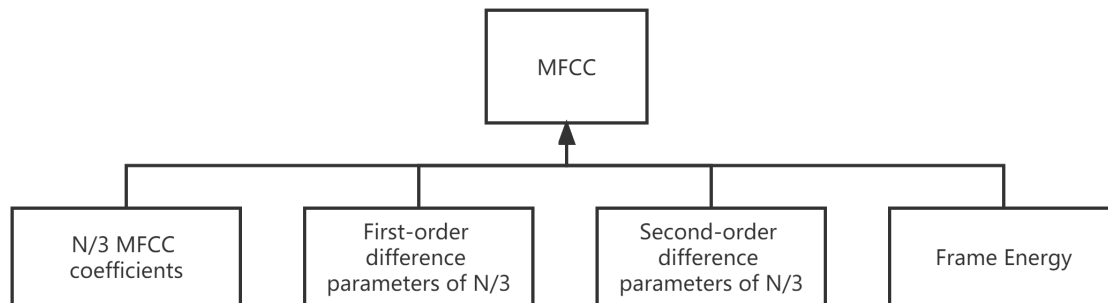 MFCC
N/3 MFCC
coefficients
First-order
difference
parameters of N/3
Second-order
difference
parameters of N/3
Frame Energy